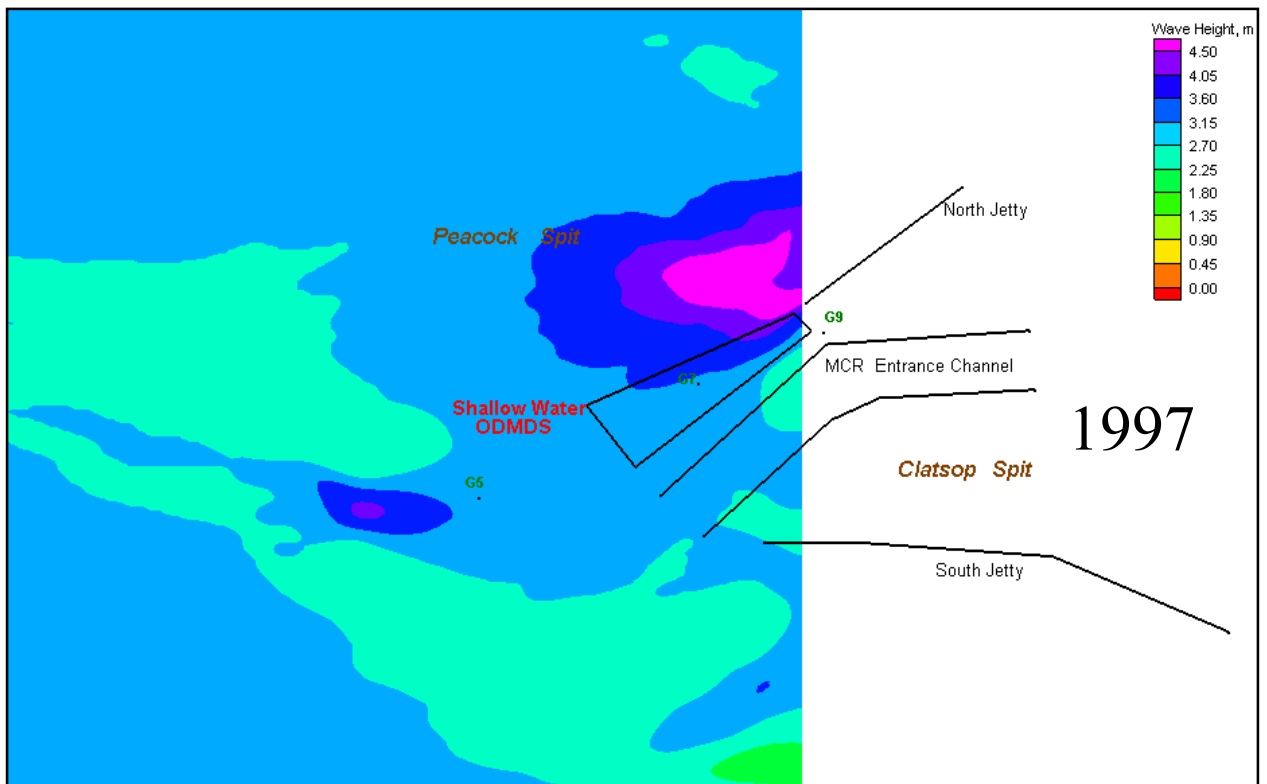 Wave Height, m
4.50
4.05
3.60
3.15
2.70
2.25
1.80
1.35
0.90
0.45
0.00
North Jetty
Peacock Spit
G9
MCR Entrance Channel
G7
Shallow Water
ODMDS
1997
Clatsop Spit
G5
South Jetty